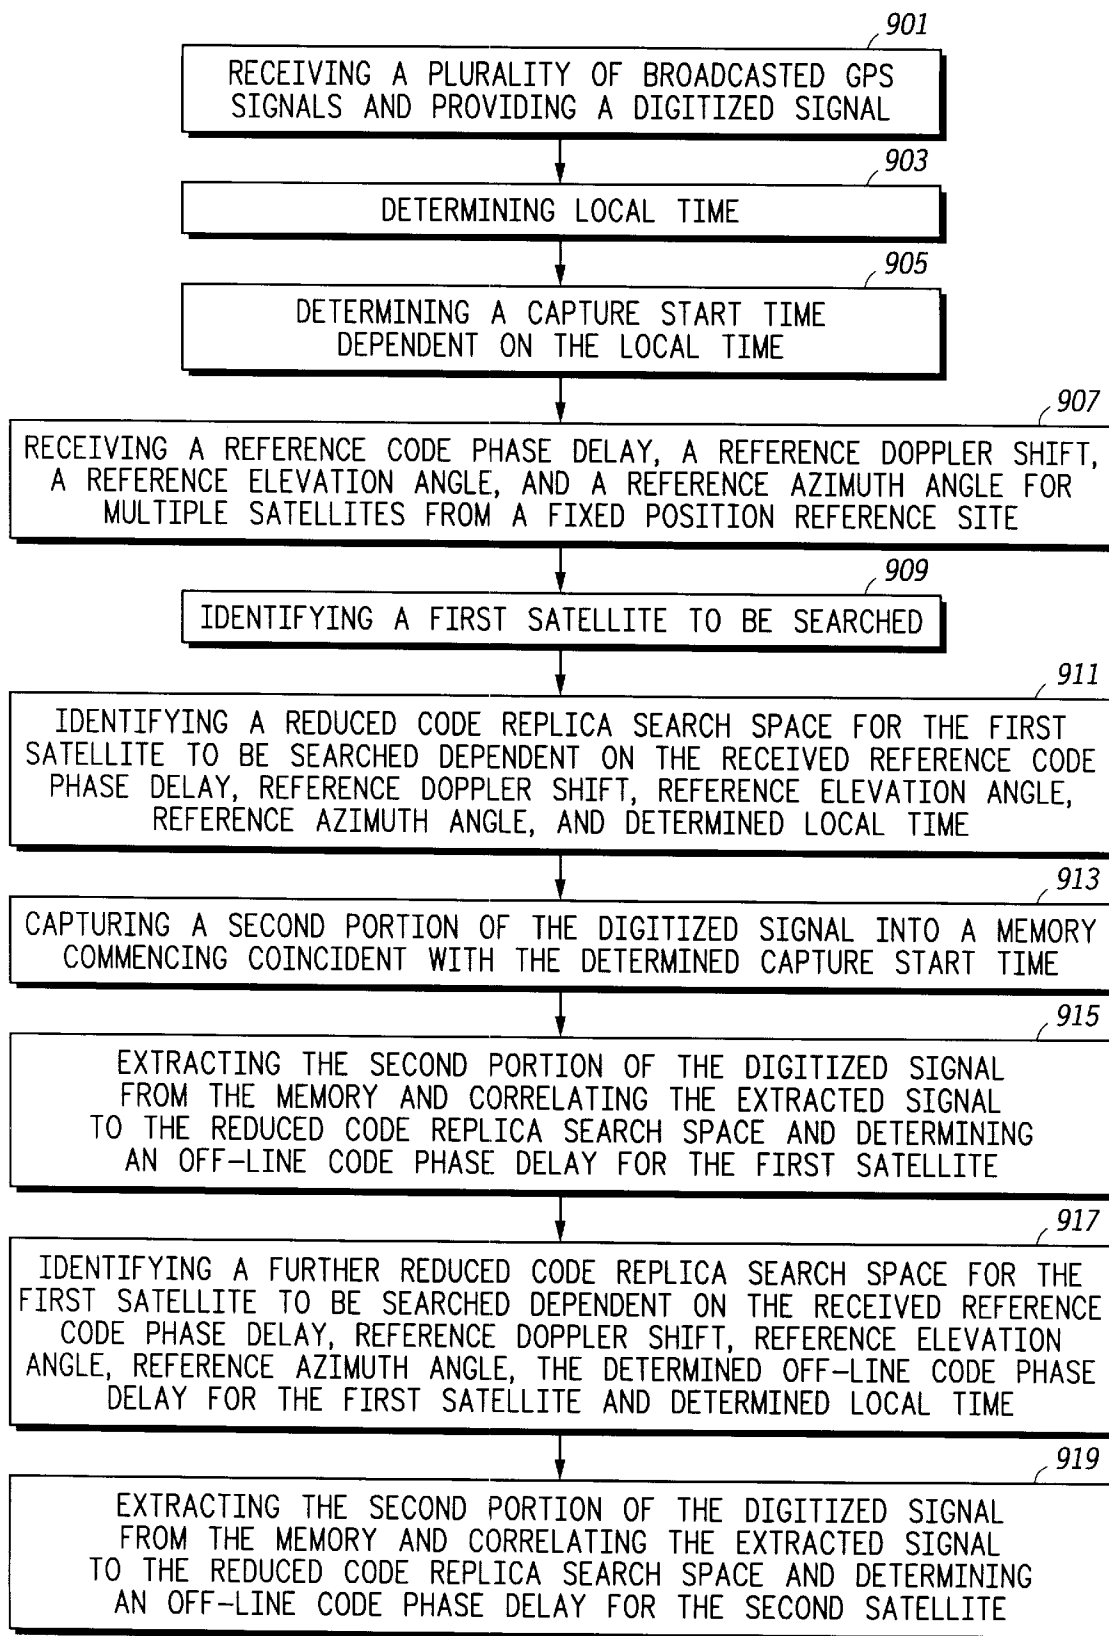 901
RECEIVING A PLURALITY OF BROADCASTED GPS
SIGNALS AND PROVIDING A DIGITIZED SIGNAL
903
DETERMINING LOCAL TIME
905
DETERMINING A CAPTURE START TIME
DEPENDENT ON THE LOCAL TIME
907
RECEIVING A REFERENCE CODE PHASE DELAY, A REFERENCE DOPPLER SHIFT,
A REFERENCE ELEVATION ANGLE, AND A REFERENCE AZIMUTH ANGLE FOR
MULTIPLE SATELLITES FROM A FIXED POSITION REFERENCE SITE
909
IDENTIFYING A FIRST SATELLITE TO BE SEARCHED
911
IDENTIFYING A REDUCED CODE REPLICA SEARCH SPACE FOR THE FIRST
SATELLITE TO BE SEARCHED DEPENDENT ON THE RECEIVED REFERENCE CODE
PHASE DELAY, REFERENCE DOPPLER SHIFT, REFERENCE ELEVATION ANGLE,
REFERENCE AZIMUTH ANGLE, AND DETERMINED LOCAL TIME
913
CAPTURING A SECOND PORTION OF THE DIGITIZED SIGNAL INTO A MEMORY
COMMENCING COINCIDENT WITH THE DETERMINED CAPTURE START TIME
915
EXTRACTING THE SECOND PORTION OF THE DIGITIZED SIGNAL
FROM THE MEMORY AND CORRELATING THE EXTRACTED SIGNAL
TO THE REDUCED CODE REPLICA SEARCH SPACE AND DETERMINING
AN OFF-LINE CODE PHASE DELAY FOR THE FIRST SATELLITE
917
IDENTIFYING A FURTHER REDUCED CODE REPLICA SEARCH SPACE FOR THE
FIRST SATELLITE TO BE SEARCHED DEPENDENT ON THE RECEIVED REFERENCE
CODE PHASE DELAY, REFERENCE DOPPLER SHIFT, REFERENCE ELEVATION
ANGLE, REFERENCE AZIMUTH ANGLE, THE DETERMINED OFF-LINE CODE PHASE
DELAY FOR THE FIRST SATELLITE AND DETERMINED LOCAL TIME
919
EXTRACTING THE SECOND PORTION OF THE DIGITIZED SIGNAL
FROM THE MEMORY AND CORRELATING THE EXTRACTED SIGNAL
TO THE REDUCED CODE REPLICA SEARCH SPACE AND DETERMINING
AN OFF-LINE CODE PHASE DELAY FOR THE SECOND SATELLITE